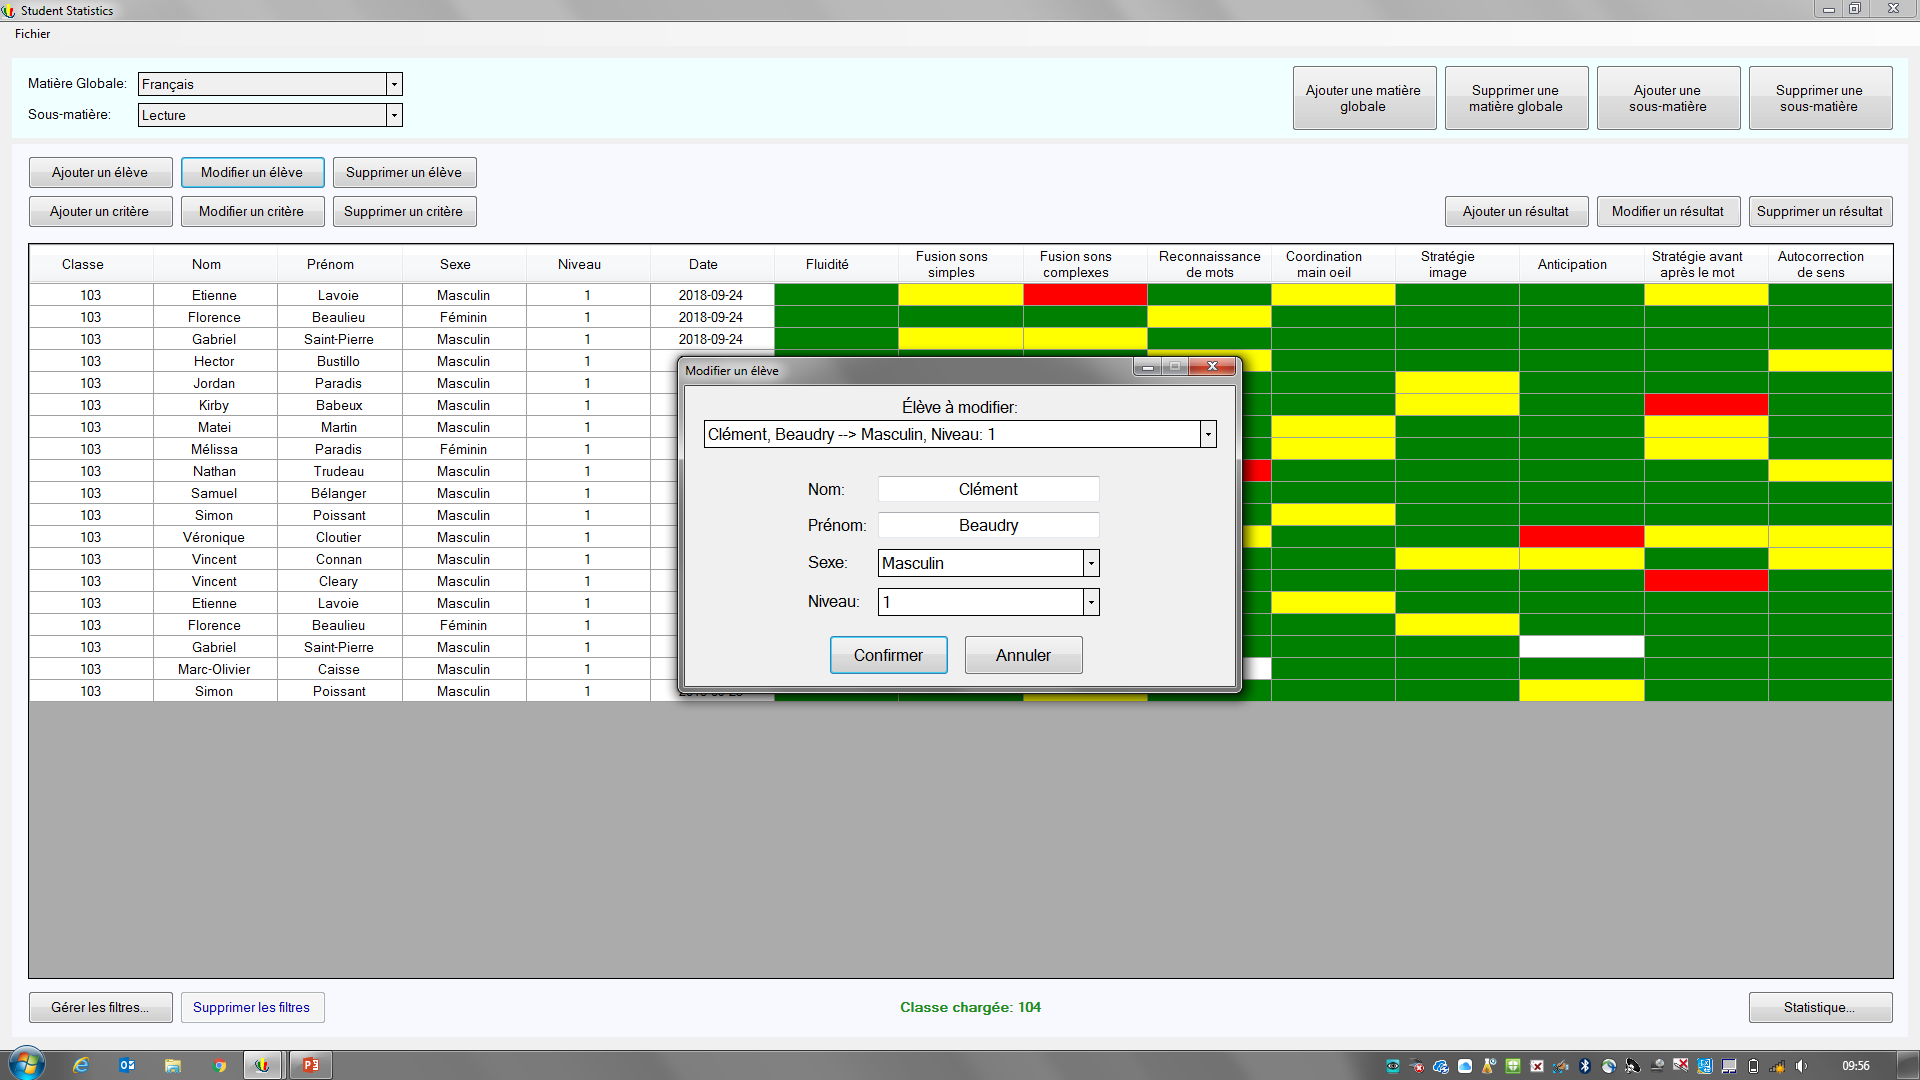 Student Statistics
Fichier
Matière Globale: Français
Sous-matière: Lecture
Ajouter une matière globale
Supprimer une matière globale
Ajouter une sous-matière
Supprimer une sous-matière
Ajouter un élève Modifier un élève Supprimer un élève
Ajouter un critère Modifier un critère Supprimer un critère
Ajouter un résultat Modifier un résultat Supprimer un résultat
Classe Nom Prénom Sexe Niveau Date Fluidité Fusion sons simples Fusion sons complexes Reconnaissance de mots Coordination main oeil Stratégie image Anticipation Stratégie avant après le mot Autocorrection de sens
103 Etienne Lavoie Masculin 1 2018-09-24
103 Florence Beaulieu Féminin 1 2018-09-24
103 Gabriel Saint-Pierre Masculin 1 2018-09-24
103 Hector Bustillo Masculin 1
103 Jordan Paradis Masculin 1
103 Kirby Babeux Masculin 1
103 Matei Martin Masculin 1
103 Mélissa Paradis Féminin 1
103 Nathan Trudeau Masculin 1
103 Samuel Bélanger Masculin 1
103 Simon Poissant Masculin 1
103 Véronique Cloutier Masculin 1
103 Vincent Connan Masculin 1
103 Vincent Cleary Masculin 1
103 Etienne Lavoie Masculin 1
103 Florence Beaulieu Féminin 1
103 Gabriel Saint-Pierre Masculin 1
103 Marc-Olivier Caisse Masculin 1
103 Simon Poissant Masculin 1
Modifier un élève
Élève à modifier:
Clément, Beaudry --> Masculin, Niveau: 1
Nom: Clément
Prénom: Beaudry
Sexe: Masculin
Niveau: 1
Confirmer Annuler
Gérer les filtres... Supprimer les filtres
Classe chargée: 104
Statistique...
09:56